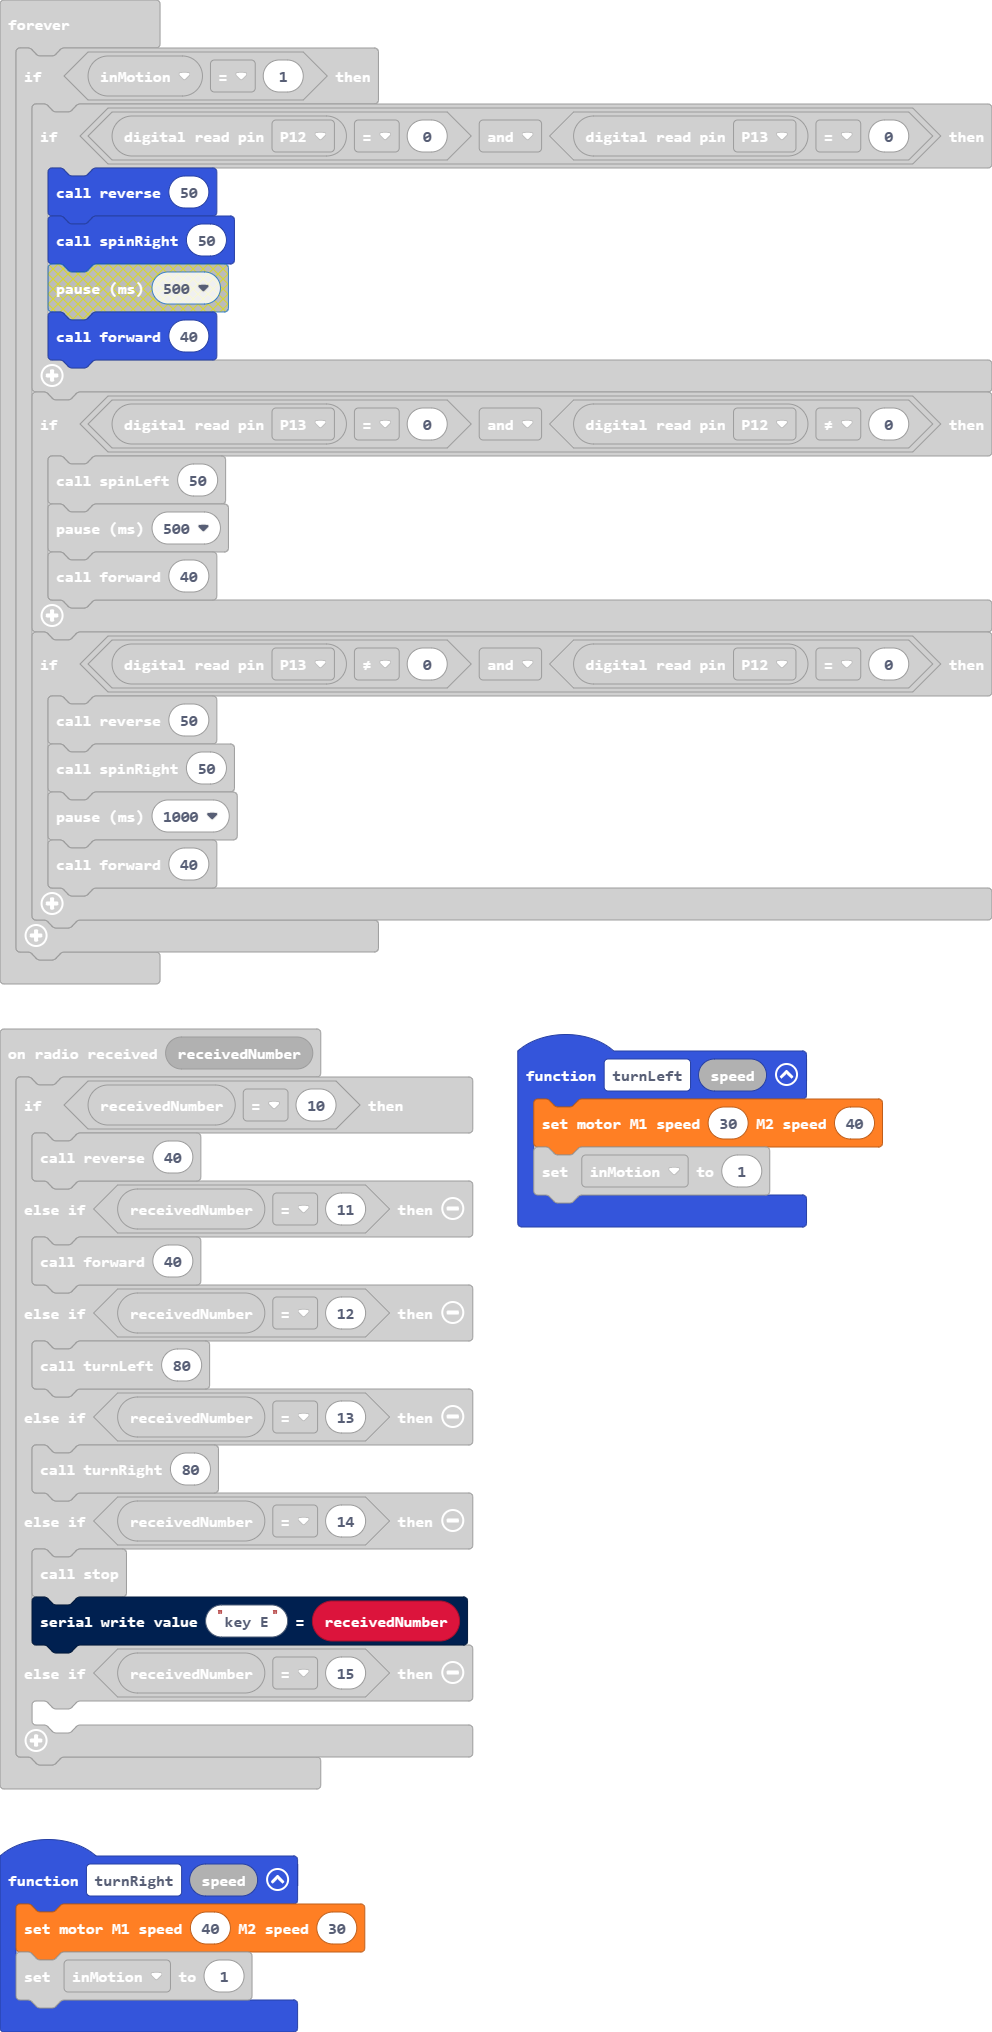 forever
if inMotion = 1 then
if digital read pin P12 = 0 and digital read pin P13 = 0 then
call reverse 50
call spinRight 50
pause (ms) 500
call forward 40
if digital read pin P13 = 0 and digital read pin P12 ≠ 0 then
call spinLeft 50
pause (ms) 500
call forward 40
if digital read pin P13 ≠ 0 and digital read pin P12 = 0 then
call reverse 50
call spinRight 50
pause (ms) 1000
call forward 40
on radio received receivedNumber
if receivedNumber = 10 then
call reverse 40
else if receivedNumber = 11 then
call forward 40
else if receivedNumber = 12 then
call turnLeft 80
else if receivedNumber = 13 then
call turnRight 80
else if receivedNumber = 14 then
call stop
serial write value "key E" = receivedNumber
else if receivedNumber = 15 then
function turnLeft speed
set motor M1 speed 30 M2 speed 40
set inMotion to 1
function turnRight speed
set motor M1 speed 40 M2 speed 30
set inMotion to 1